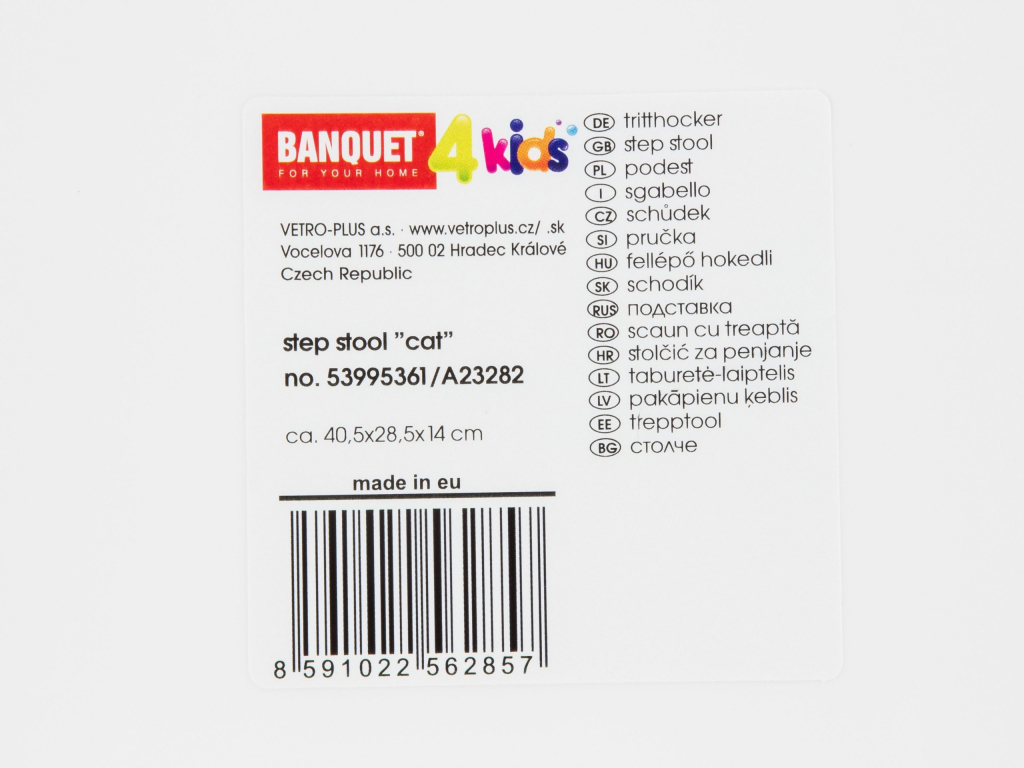 BANQUET® 4 kids
FOR YOUR HOME
VETRO-PLUS a.s. · www.vetroplus.cz/ .sk
Vocelova 1176 · 500 02 Hradec Králové
Czech Republic
step stool ”cat”
no. 53995361/A23282
ca. 40,5x28,5x14 cm
made in eu
8 591022 562857
DE tritthocker
GB step stool
PL podest
I sgabello
CZ schůdek
SI pručka
HU fellépő hokedli
SK schodík
RUS подставка
RO scaun cu treaptă
HR stolčić za penjanje
LT taburetė-laiptelis
LV pakāpienu ķeblis
EE trepptool
BG столче